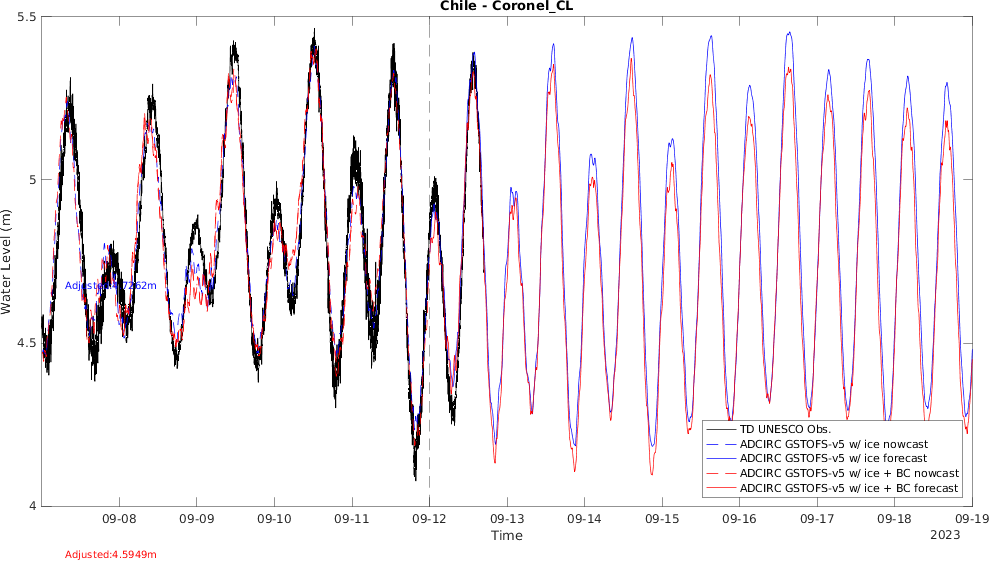 Chile - Coronel_CL
5.5
5
4.5
4
Water Level (m)
Adjusted:4.7262m
TD UNESCO Obs.
ADCIRC GSTOFS-v5 w/ ice nowcast
ADCIRC GSTOFS-v5 w/ ice forecast
ADCIRC GSTOFS-v5 w/ ice + BC nowcast
ADCIRC GSTOFS-v5 w/ ice + BC forecast
09-08 09-09 09-10 09-11 09-12 09-13 09-14 09-15 09-16 09-17 09-18 09-19
Time
2023
Adjusted:4.5949m